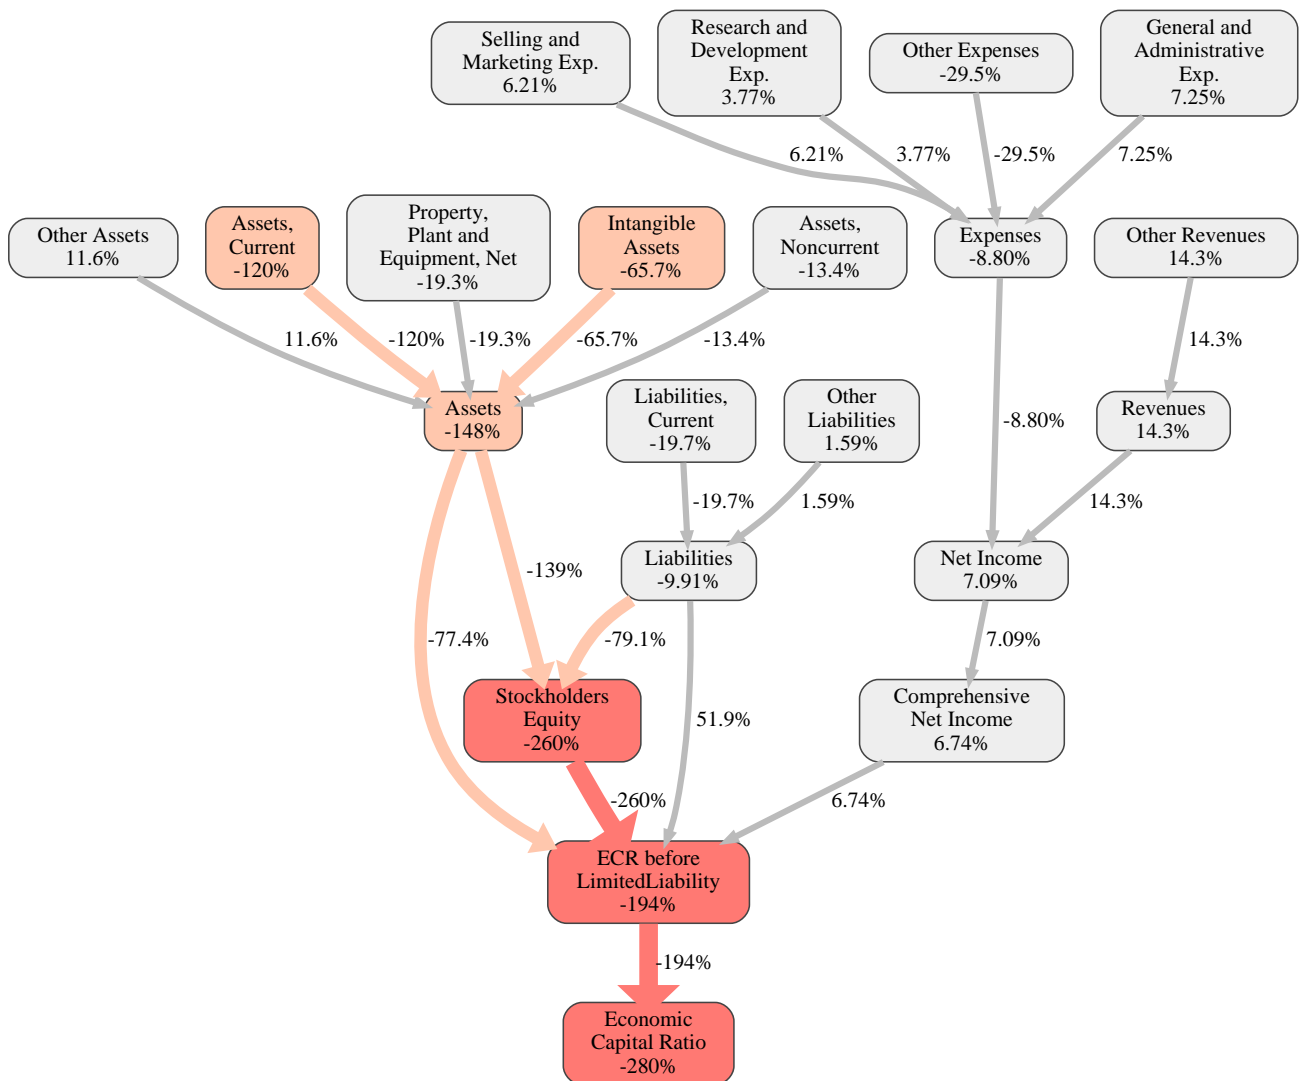 Selling and
Marketing Exp.
6.21%
Research and
Development
Exp.
3.77%
Other Expenses
-29.5%
General and
Administrative
Exp.
7.25%
6.21%
3.77%
-29.5%
7.25%
Other Assets
11.6%
Assets,
Current
-120%
Property,
Plant and
Equipment, Net
-19.3%
Intangible
Assets
-65.7%
Assets,
Noncurrent
-13.4%
Expenses
-8.80%
Other Revenues
14.3%
11.6%
-120%
-19.3%
-65.7%
-13.4%
14.3%
Assets
-148%
Liabilities,
Current
-19.7%
Other
Liabilities
1.59%
-8.80%
Revenues
14.3%
-19.7%
1.59%
14.3%
-139%
Liabilities
-9.91%
Net Income
7.09%
-77.4%
-79.1%
7.09%
Stockholders
Equity
-260%
51.9%
Comprehensive
Net Income
6.74%
-260%
6.74%
ECR before
LimitedLiability
-194%
-194%
Economic
Capital Ratio
-280%